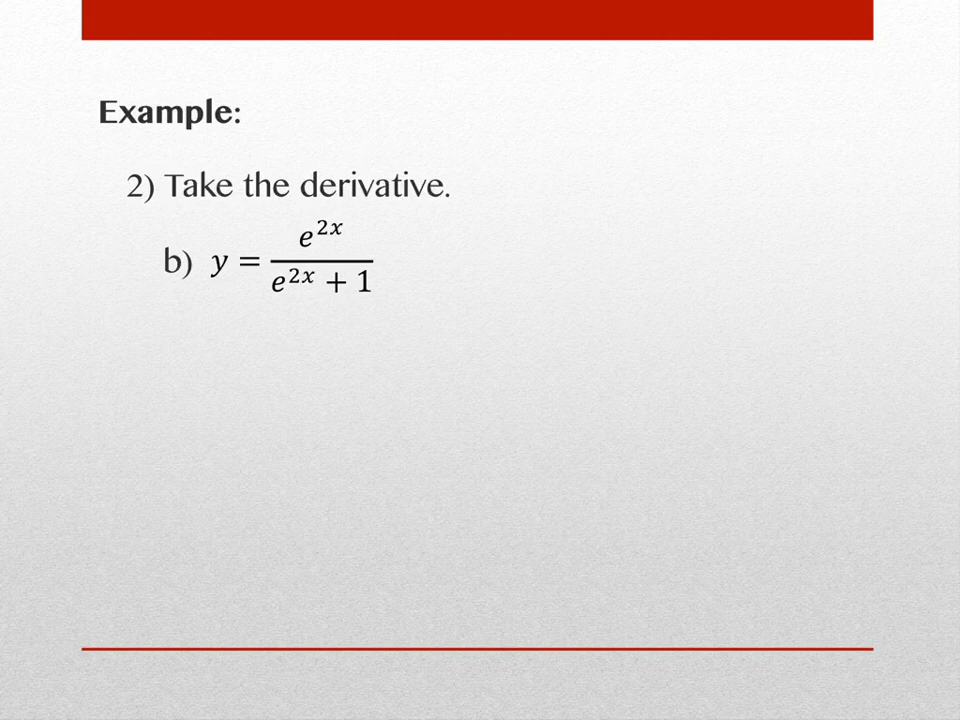 Example:
2) Take the derivative.
b) y = e^{2x} / (e^{2x} + 1)